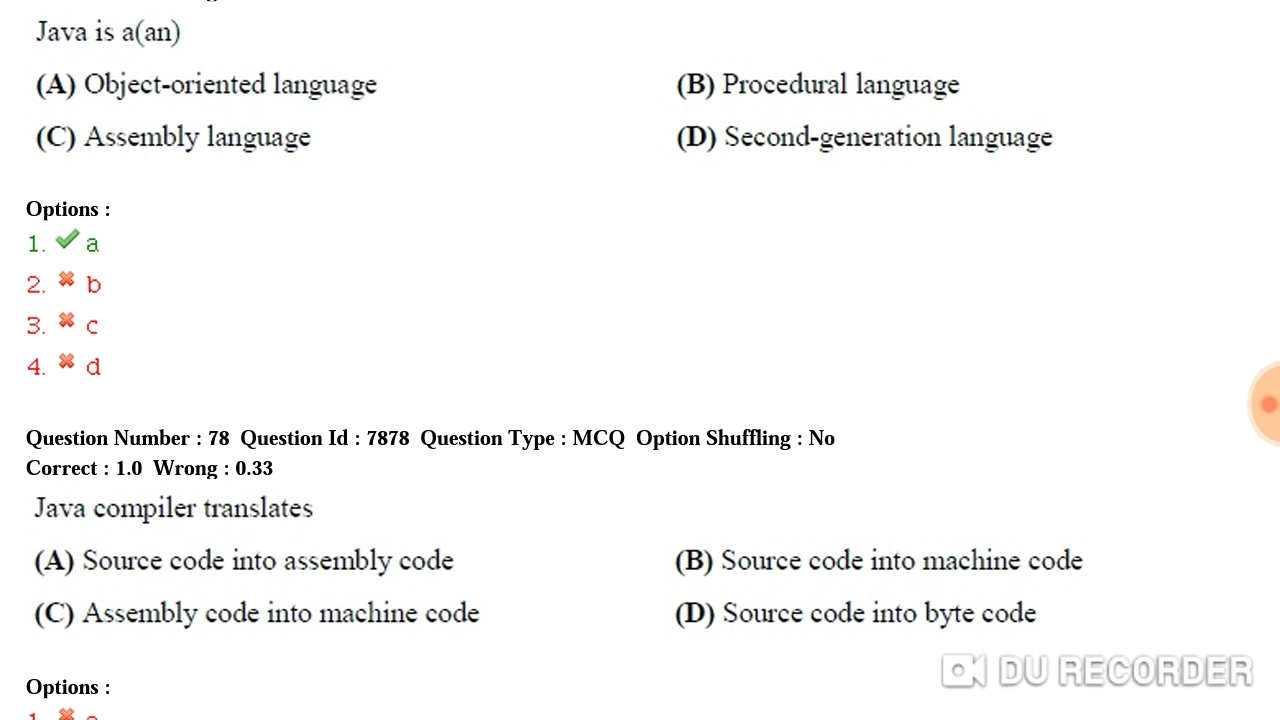 Java is a(an)
(A) Object-oriented language (B) Procedural language
(C) Assembly language (D) Second-generation language
Options :
1. a
2. b
3. c
4. d
Question Number : 78 Question Id : 7878 Question Type : MCQ Option Shuffling : No
Correct : 1.0 Wrong : 0.33
Java compiler translates
(A) Source code into assembly code (B) Source code into machine code
(C) Assembly code into machine code (D) Source code into byte code
DU RECORDER
Options :